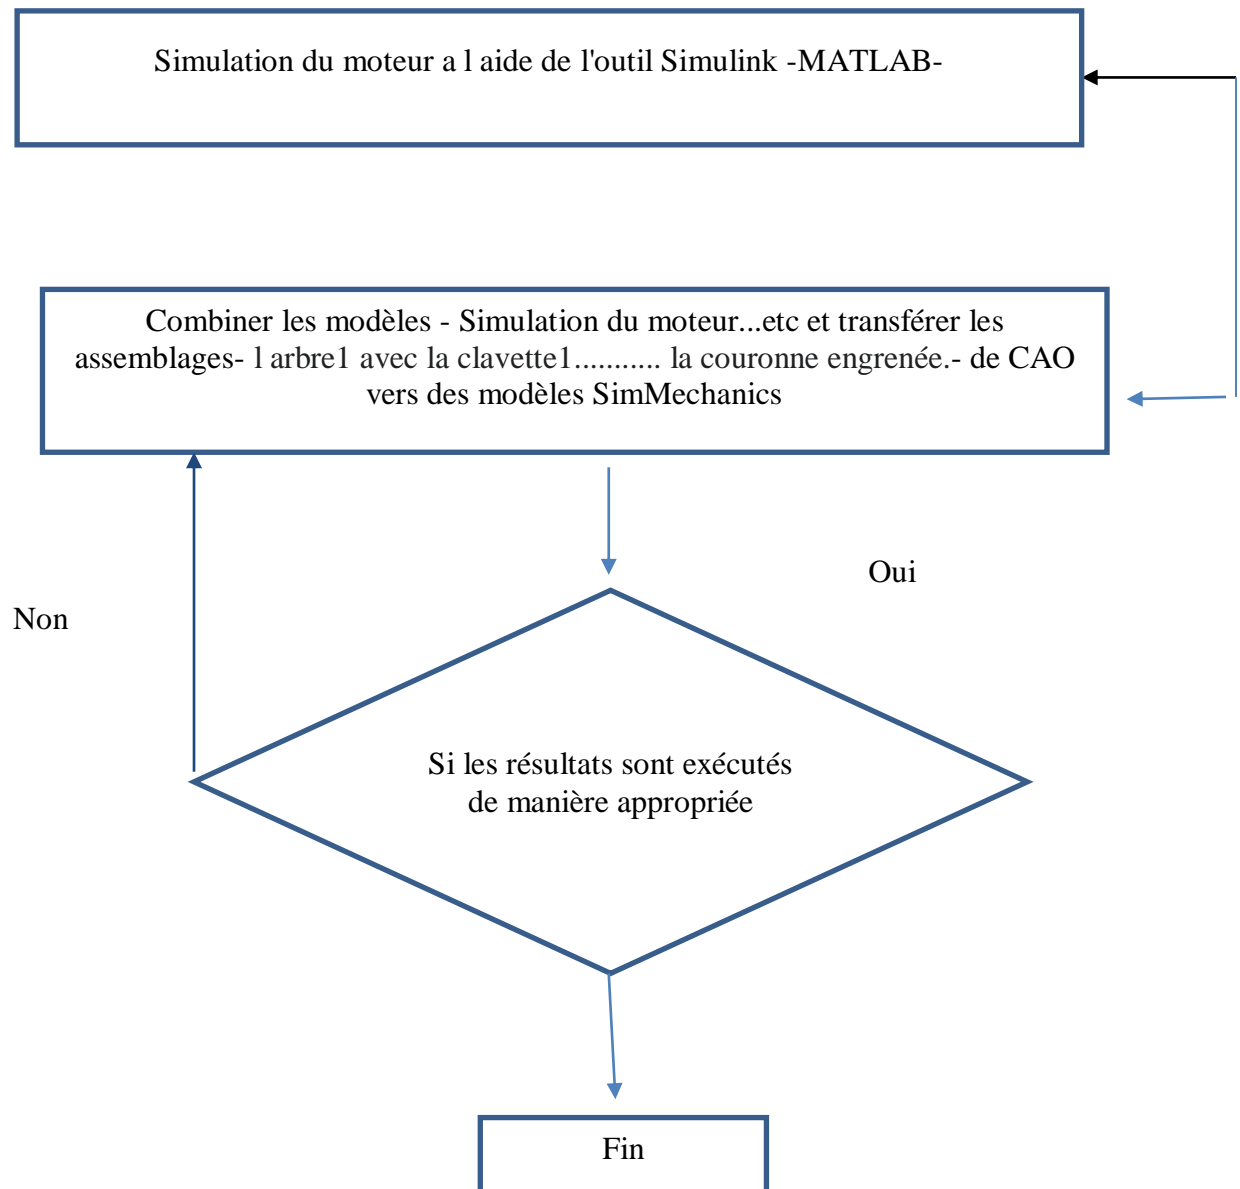 Simulation du moteur a l aide de l'outil Simulink -MATLAB-
Combiner les modèles - Simulation du moteur...etc et transférer les
assemblages- l arbre1 avec la clavette1........... la couronne engrenée.- de CAO
vers des modèles SimMechanics
Oui
Non
Si les résultats sont exécutés
de manière appropriée
Fin